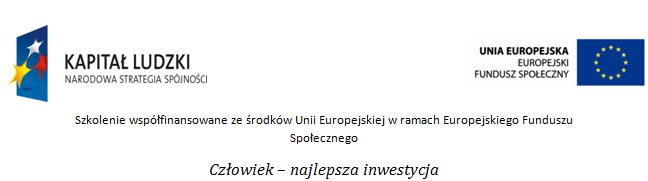 KAPITAŁ LUDZKI
NARODOWA STRATEGIA SPÓJNOŚCI
UNIA EUROPEJSKA
EUROPEJSKI
FUNDUSZ SPOŁECZNY
Szkolenie współfinansowane ze środków Unii Europejskiej w ramach Europejskiego Funduszu
Społecznego
Człowiek – najlepsza inwestycja